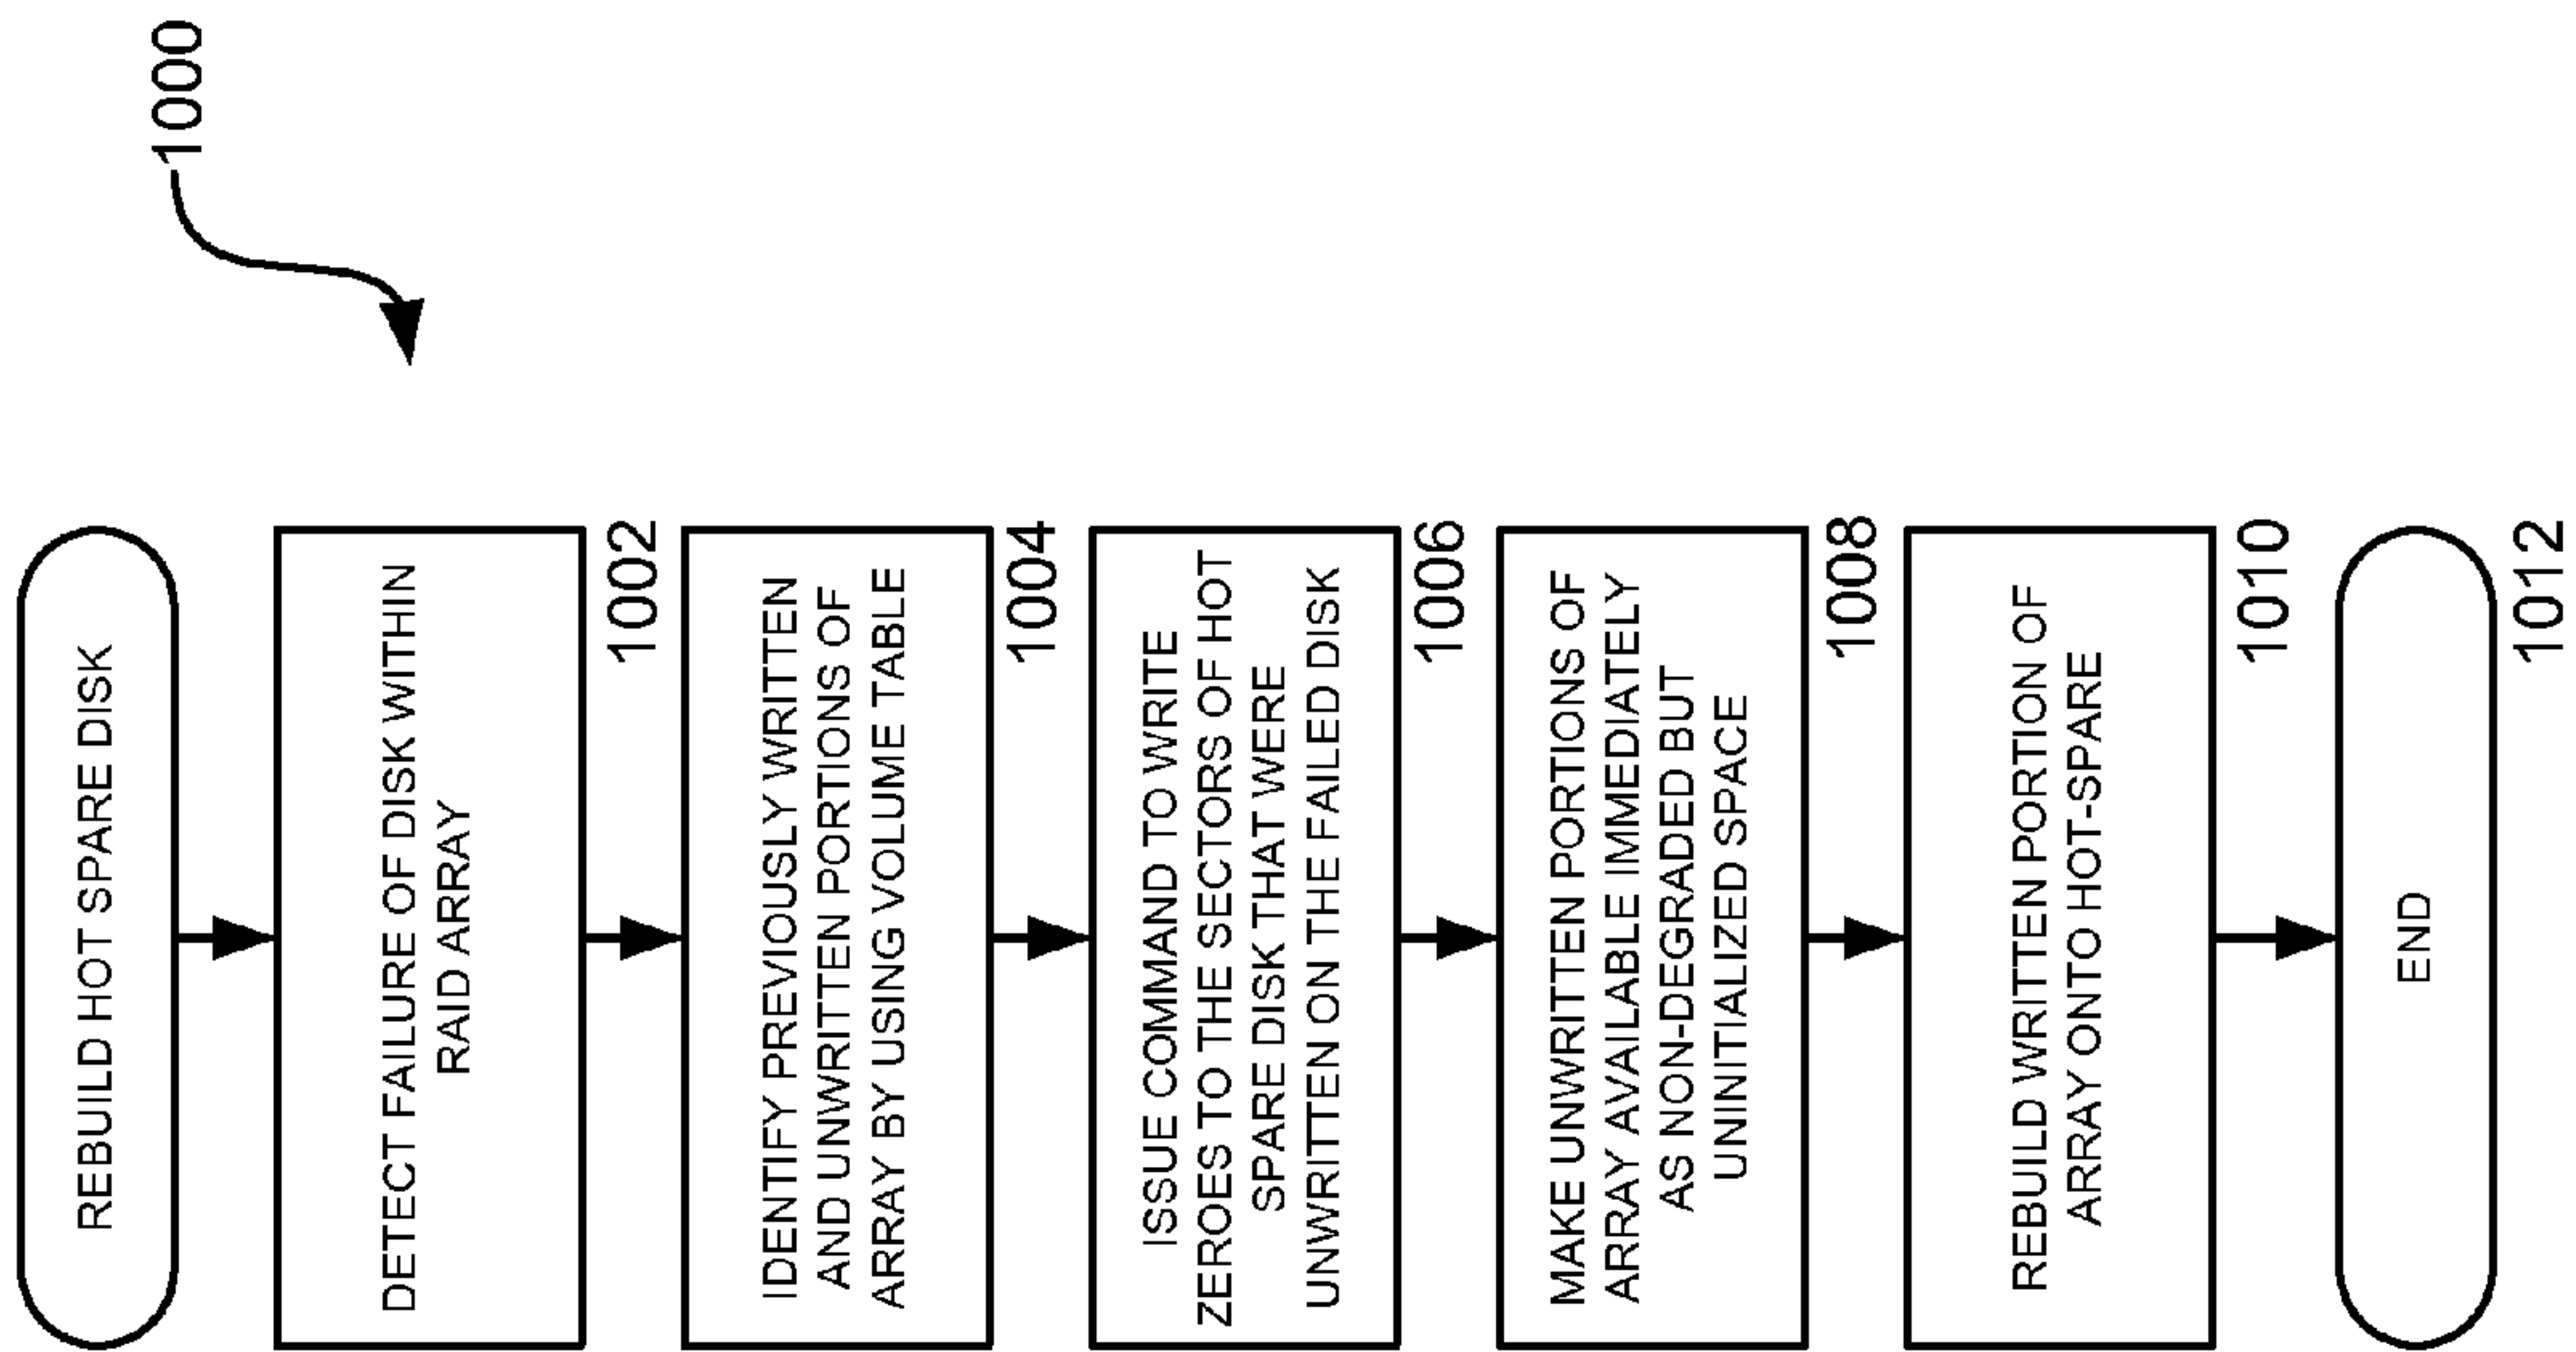 1000
REBUILD HOT SPARE DISK
DETECT FAILURE OF DISK WITHIN
RAID ARRAY
1002
IDENTIFY PREVIOUSLY WRITTEN
AND UNWRITTEN PORTIONS OF
ARRAY BY USING VOLUME TABLE
1004
ISSUE COMMAND TO WRITE
ZEROES TO THE SECTORS OF HOT
SPARE DISK THAT WERE
UNWRITTEN ON THE FAILED DISK
1006
MAKE UNWRITTEN PORTIONS OF
ARRAY AVAILABLE IMMEDIATELY
AS NON-DEGRADED BUT
UNINITIALIZED SPACE
1008
REBUILD WRITTEN PORTION OF
ARRAY ONTO HOT-SPARE
1010
END
1012